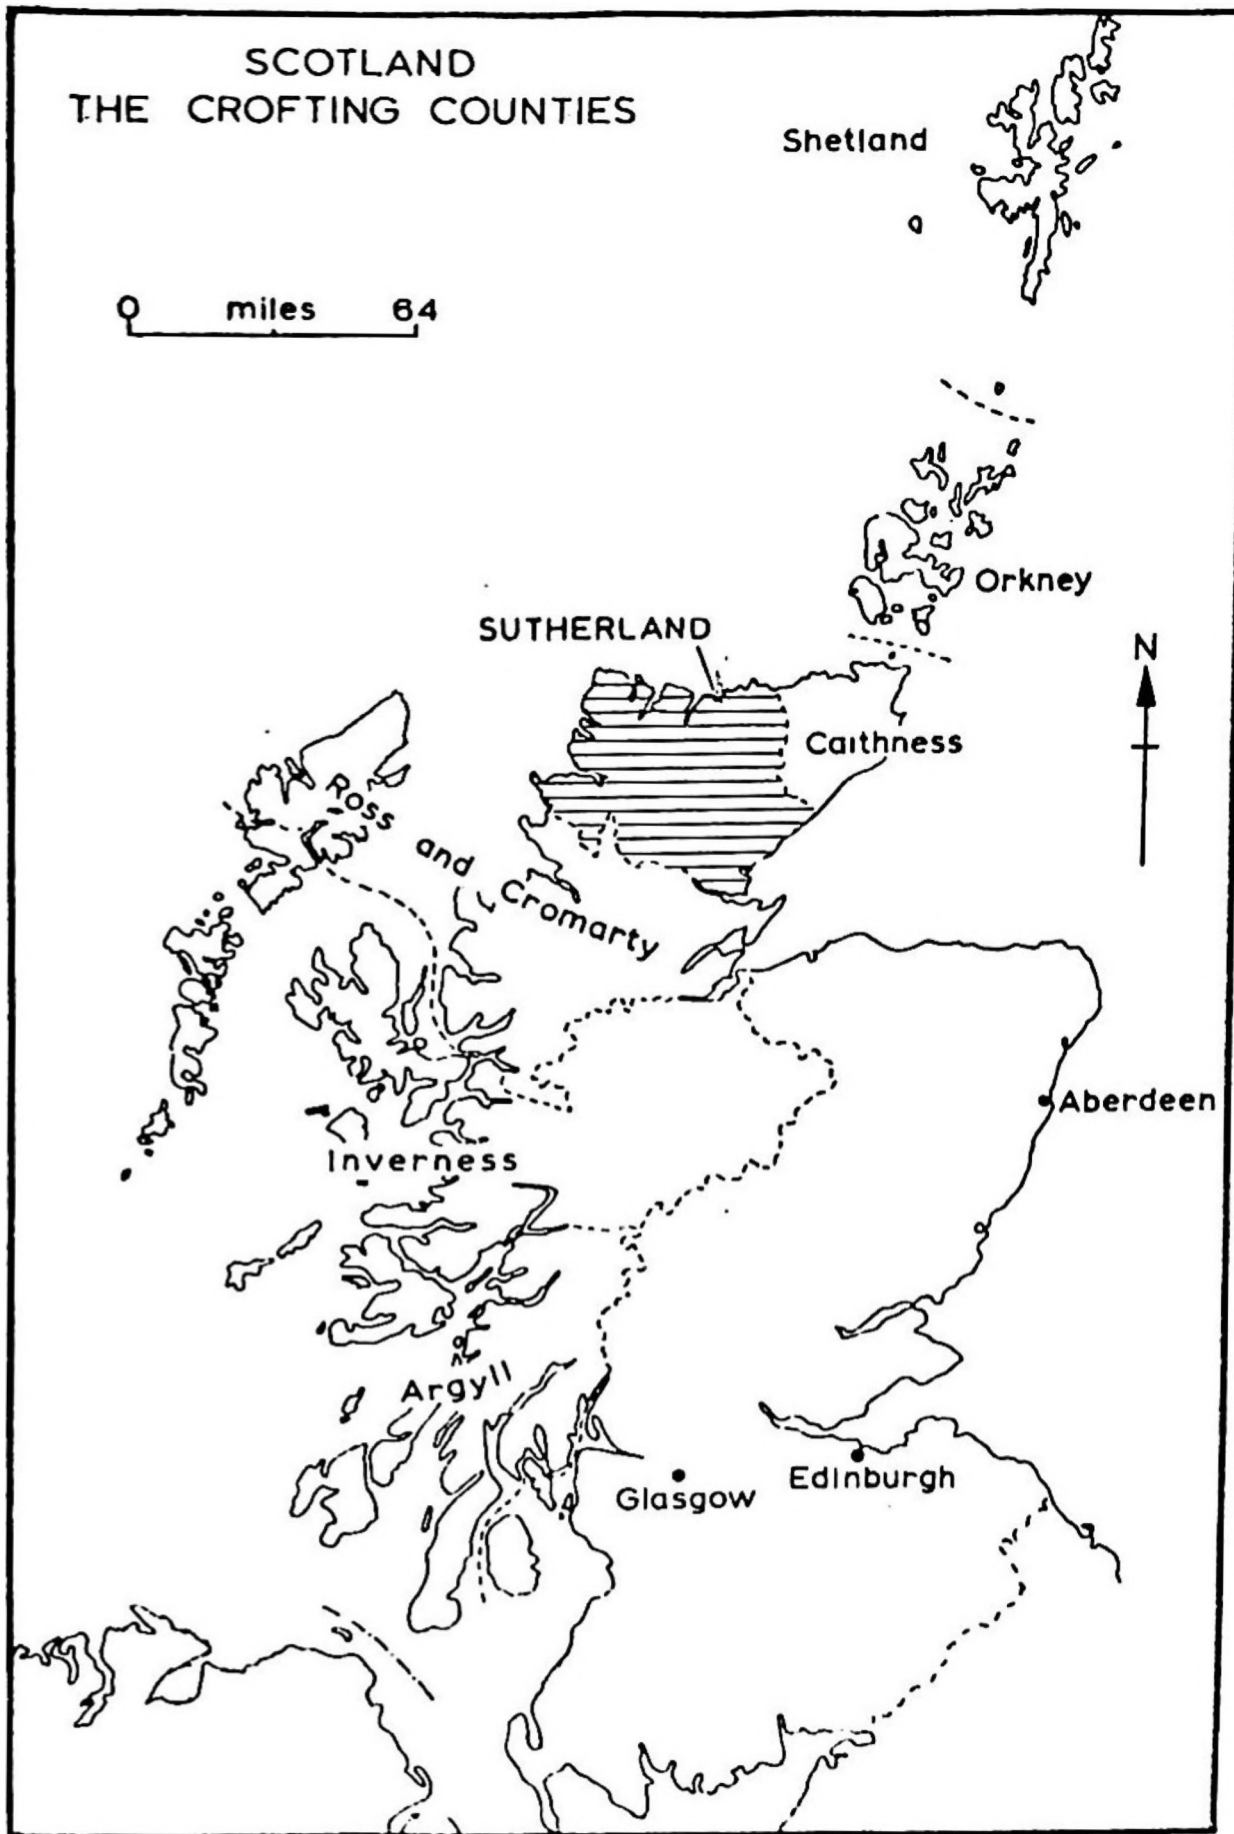 SCOTLAND
THE CROFTING COUNTIES
Shetland
0 miles 64
Orkney
SUTHERLAND
N
Caithness
Ross and Cromarty
Aberdeen
Inverness
Argyll
Glasgow
Edinburgh